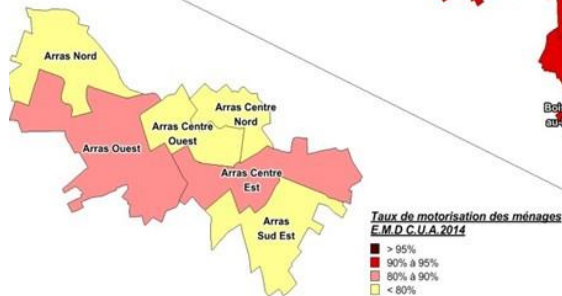 Arras Nord
Arras Centre
Nord
Arras Centre
Ouest
Arras Ouest
Arras Centre
Est
Arras
Sud Est
Taux de motorisation des ménages
E.M.D C.U.A.2014
> 95%
90% à 95%
80% à 90%
< 80%